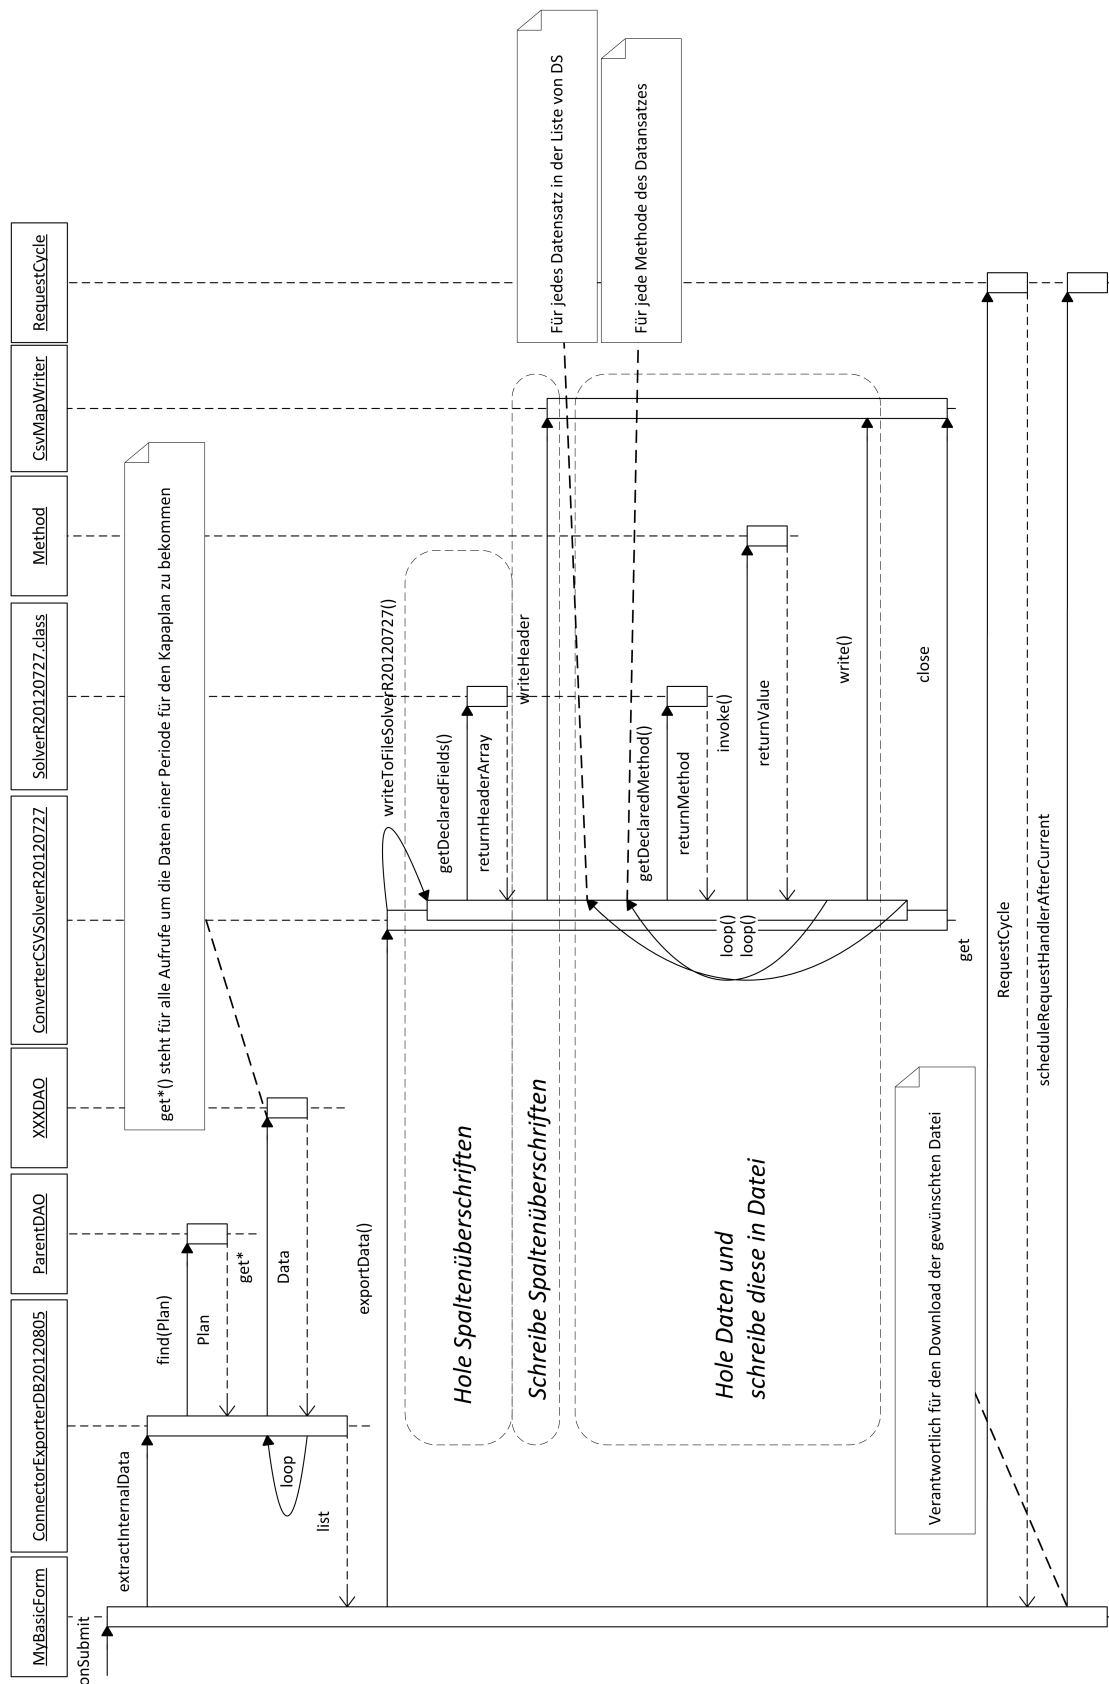 MyBasicForm
ConnectorExporterDB20120805
ParentDAO
XXXDAO
ConverterCSVSolverR20120727
SolverR20120727.class
Method
CsvMapWriter
RequestCycle
onSubmit
extractInternalData
find(Plan)
Plan
get*() steht für alle Aufrufe um die Daten einer Periode für den Kapaplan zu bekommen
get*
Data
loop
list
exportData()
writeToFileSolverR20120727()
getDeclaredFields()
returnHeaderArray
Hole Spaltenüberschriften
writeHeader
Schreibe Spaltenüberschriften
Für jedes Datensatz in der Liste von DS
Für jede Methode des Datansatzes
getDeclaredMethod()
returnMethod
invoke()
returnValue
loop()
loop()
Hole Daten und
schreibe diese in Datei
write()
close
Verantwortlich für den Download der gewünschten Datei
get
RequestCycle
scheduleRequestHandlerAfterCurrent